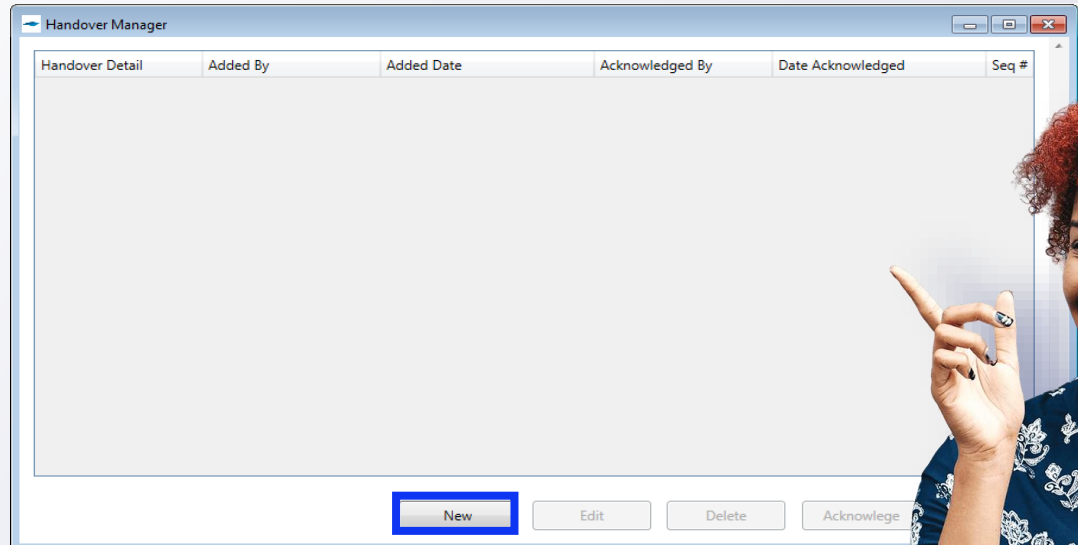 Handover Manager
Handover Detail Added By Added Date Acknowledged By Date Acknowledged Seq #
New Edit Delete Acknowlege